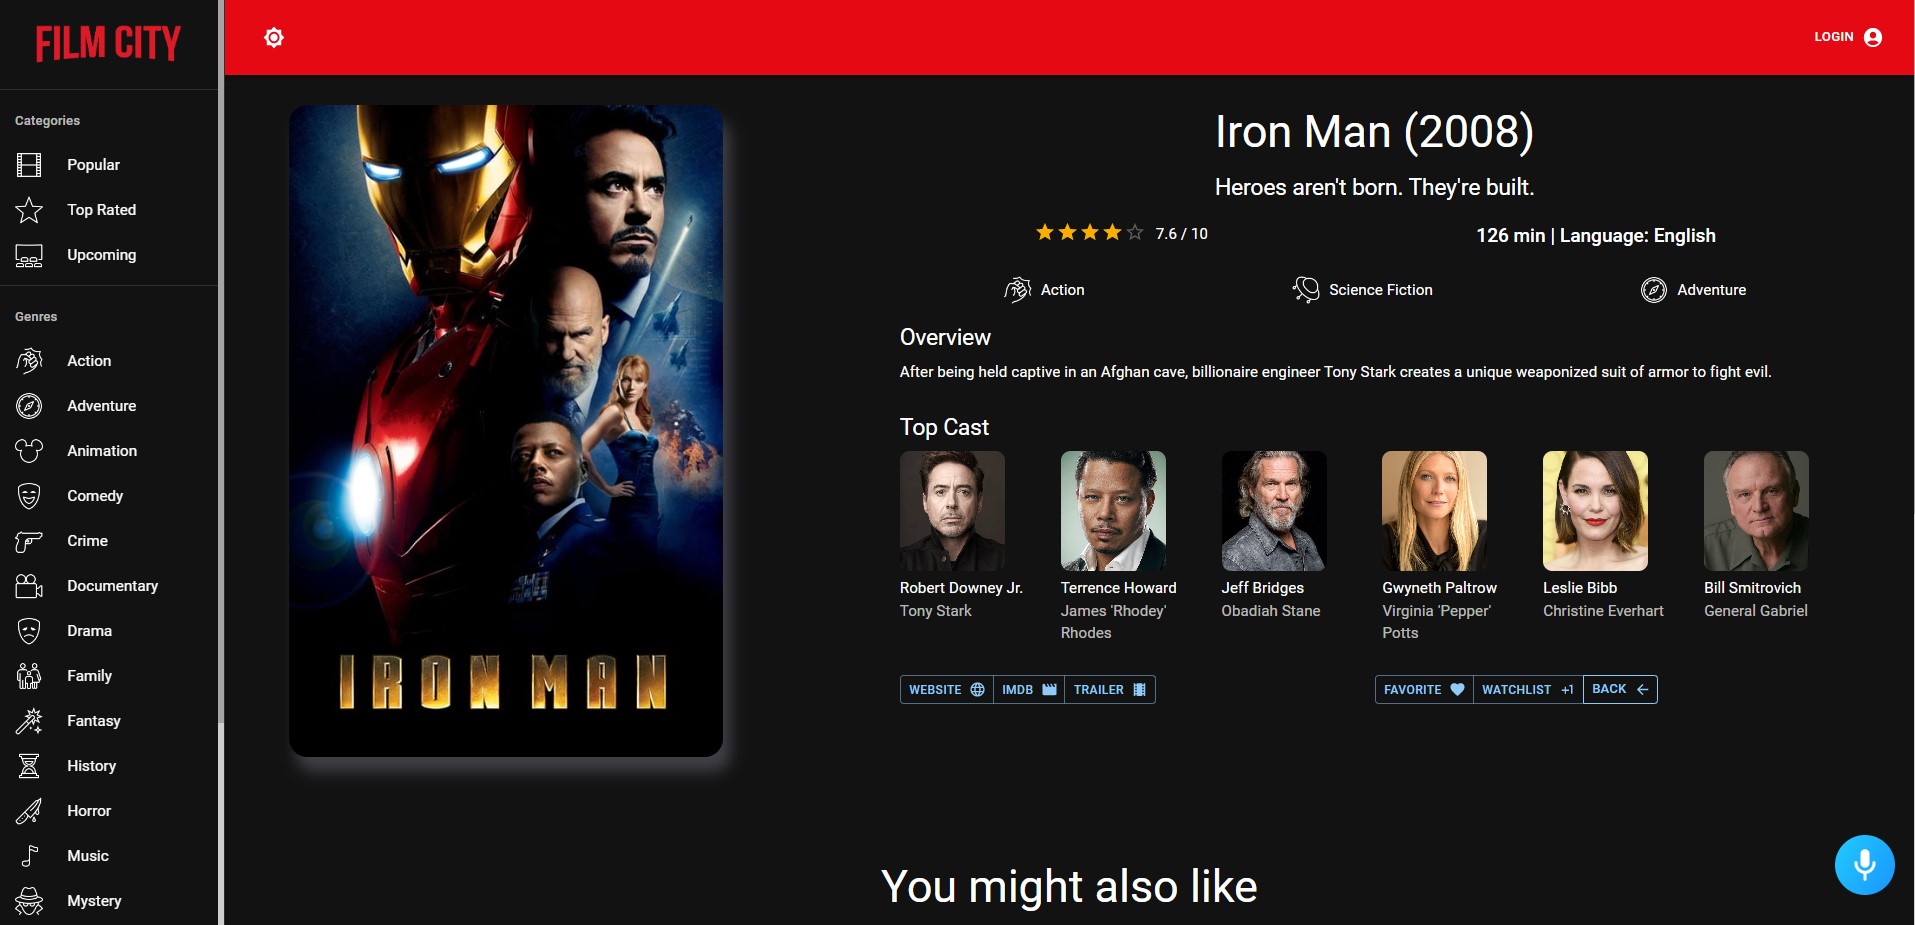 FILM CITY
LOGIN
Categories
Popular
Top Rated
Upcoming
Genres
Action
Adventure
Animation
Comedy
Crime
Documentary
Drama
Family
Fantasy
History
Horror
Music
Mystery
IRON MAN
Iron Man (2008)
Heroes aren't born. They're built.
7.6 / 10
126 min | Language: English
Action
Science Fiction
Adventure
Overview
After being held captive in an Afghan cave, billionaire engineer Tony Stark creates a unique weaponized suit of armor to fight evil.
Top Cast
Robert Downey Jr.
Tony Stark
Terrence Howard
James 'Rhodey'
Rhodes
Jeff Bridges
Obadiah Stane
Gwyneth Paltrow
Virginia 'Pepper'
Potts
Leslie Bibb
Christine Everhart
Bill Smitrovich
General Gabriel
WEBSITE
IMDB
TRAILER
FAVORITE
WATCHLIST +1
BACK
You might also like